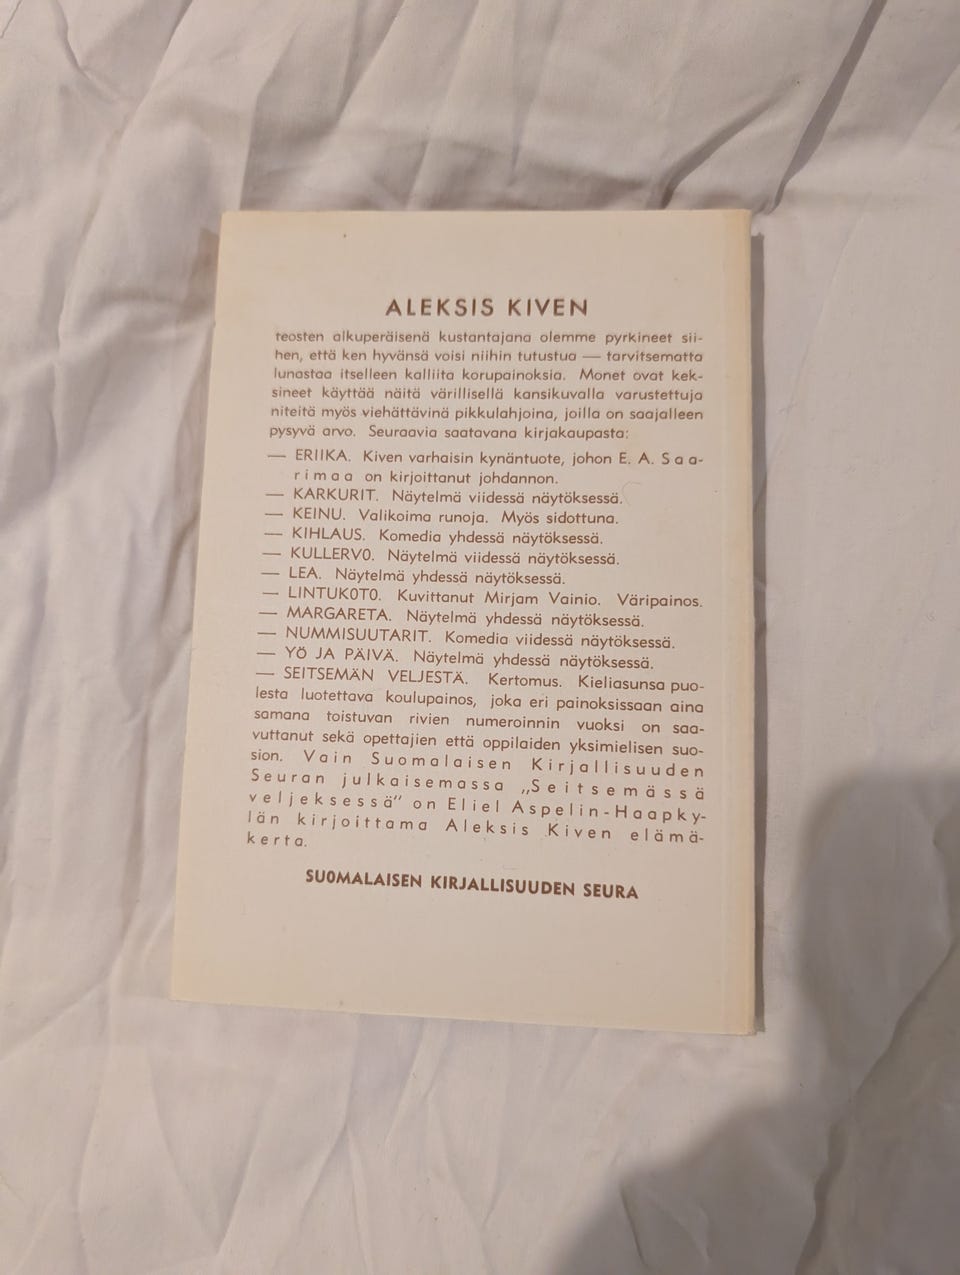 ALEKSIS KIVEN
teosten alkuperäisenä kustantajana olemme pyrkineet sii-
hen, että ken hyvänsä voisi niihin tutustua — tarvitsematta
lunastaa itselleen kalliita korupainoksia. Monet ovat kek-
sineet käyttää näitä värillisellä kansikuvalla varustettuja
niteitä myös viehättävinä pikkulahjoina, joilla on saajalleen
pysyvä arvo. Seuraavia saatavana kirjakaupasta:
— ERIIKA. Kiven varhaisin kynäntuote, johon E. A. Saa-
rimaa on kirjoittanut johdannon.
— KARKURIT. Näytelmä viidessä näytöksessä.
— KEINU. Valikoima runoja. Myös sidottuna.
— KIHLAUS. Komedia yhdessä näytöksessä.
— KULLERVO. Näytelmä viidessä näytöksessä.
— LEA. Näytelmä yhdessä näytöksessä.
— LINTUKOTO. Kuvittanut Mirjam Vainio. Väripainos.
— MARGARETA. Näytelmä yhdessä näytöksessä.
— NUMMISUUTARIT. Komedia viidessä näytöksessä.
— YÖ JA PÄIVÄ. Näytelmä yhdessä näytöksessä.
— SEITSEMÄN VELJESTÄ. Kertomus. Kieliasunsa puo-
lesta luotettava koulupainos, joka eri painoksissaan aina
samana toistuvan rivien numeroinnin vuoksi on saa-
vuttanut sekä opettajien että oppilaiden yksimielisen suo-
sion. Vain Suomalaisen Kirjallisuuden
Seuran julkaisemassa „Seitsemässä
veljeksessä” on Eliel Aspelin-Haapky-
län kirjoittama Aleksis Kiven elämä-
kerta.
SUOMALAISEN KIRJALLISUUDEN SEURA